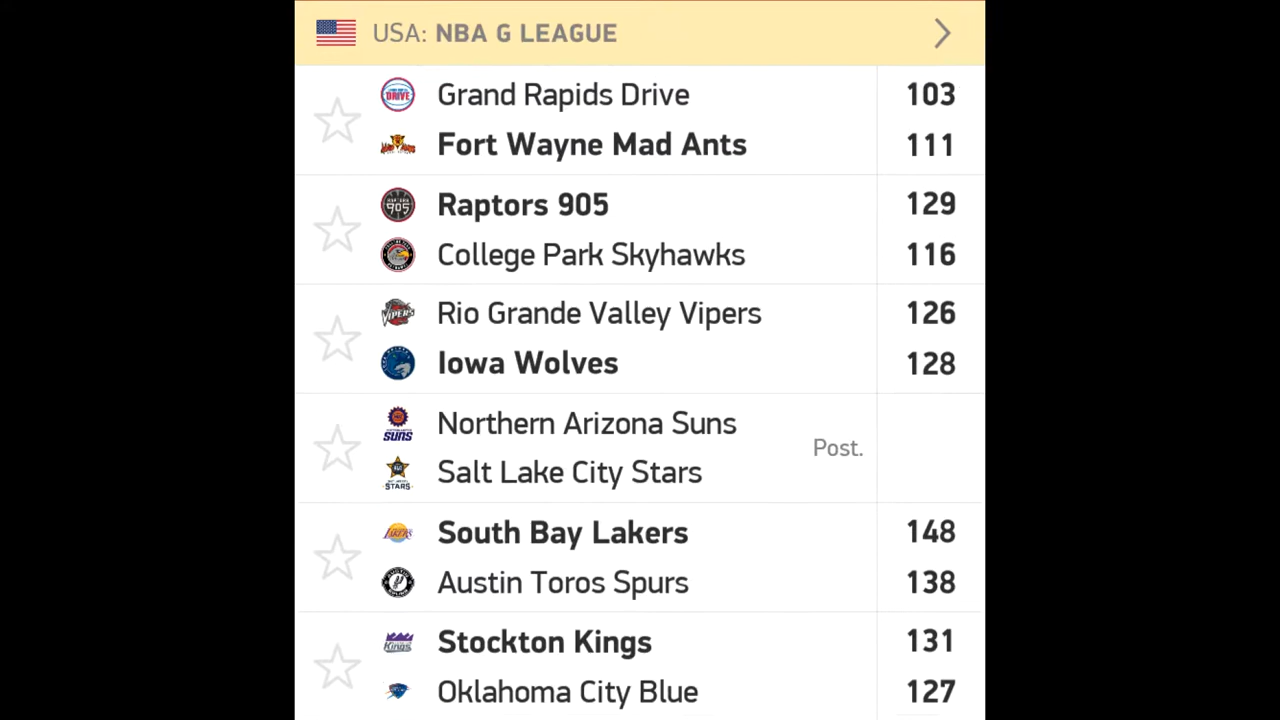 USA: NBA G LEAGUE
Grand Rapids Drive 103
Fort Wayne Mad Ants 111
Raptors 905 129
College Park Skyhawks 116
Rio Grande Valley Vipers 126
Iowa Wolves 128
Northern Arizona Suns
Post.
Salt Lake City Stars
South Bay Lakers 148
Austin Toros Spurs 138
Stockton Kings 131
Oklahoma City Blue 127